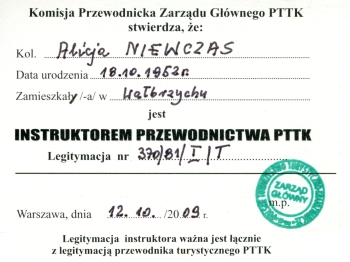 Komisja Przewodnicka Zarządu Głównego PTTK
stwierdza, że:
Kol. Alicja NIEWCZAS
Data urodzenia 18.10.1952r.
Zamieszkały/-a/ w Wałbrzychu
jest
INSTRUKTOREM PRZEWODNICTWA PTTK
Legitymacja nr 370/81/I/T
ZARZĄD
GŁÓWNY
m.p.
Warszawa, dnia 12.10. /20 09r.
Legitymacja instruktora ważna jest łącznie
z legitymacją przewodnika turystycznego PTTK